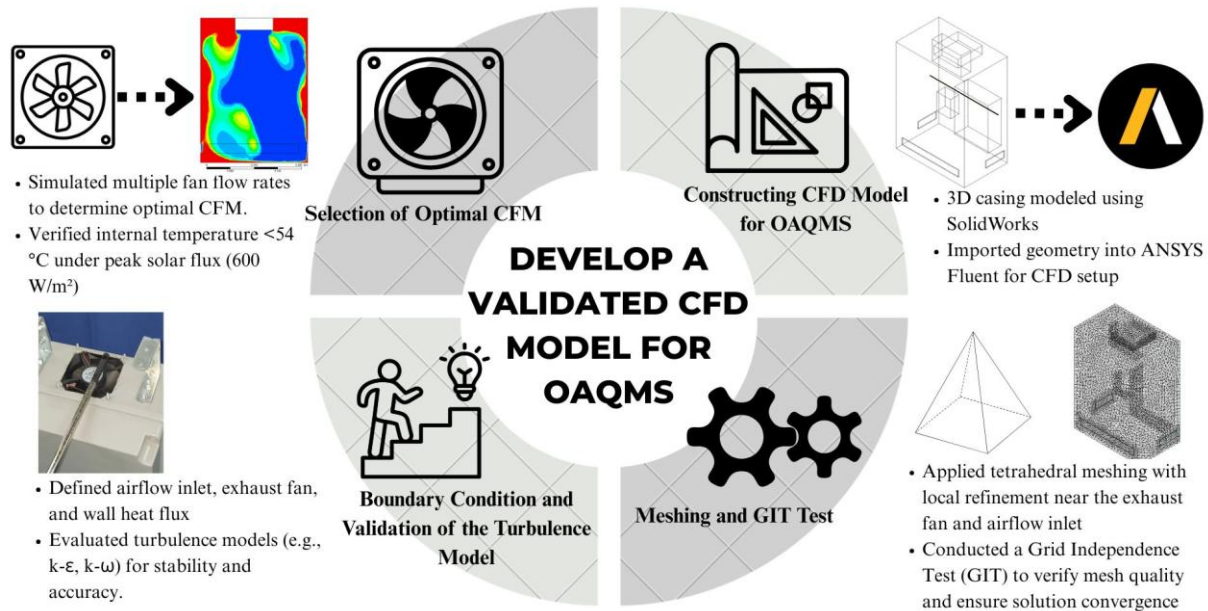 • Simulated multiple fan flow rates
to determine optimal CFM.
• Verified internal temperature <54
°C under peak solar flux (600
W/m²)
Selection of Optimal CFM
Constructing CFD Model
for OAQMS
• 3D casing modeled using
SolidWorks
• Imported geometry into ANSYS
Fluent for CFD setup
DEVELOP A
VALIDATED CFD
MODEL FOR
OAQMS
• Defined airflow inlet, exhaust fan,
and wall heat flux
• Evaluated turbulence models (e.g.,
k-ε, k-ω) for stability and
accuracy.
Boundary Condition and
Validation of the Turbulence
Model
Meshing and GIT Test
• Applied tetrahedral meshing with
local refinement near the exhaust
fan and airflow inlet
• Conducted a Grid Independence
Test (GIT) to verify mesh quality
and ensure solution convergence